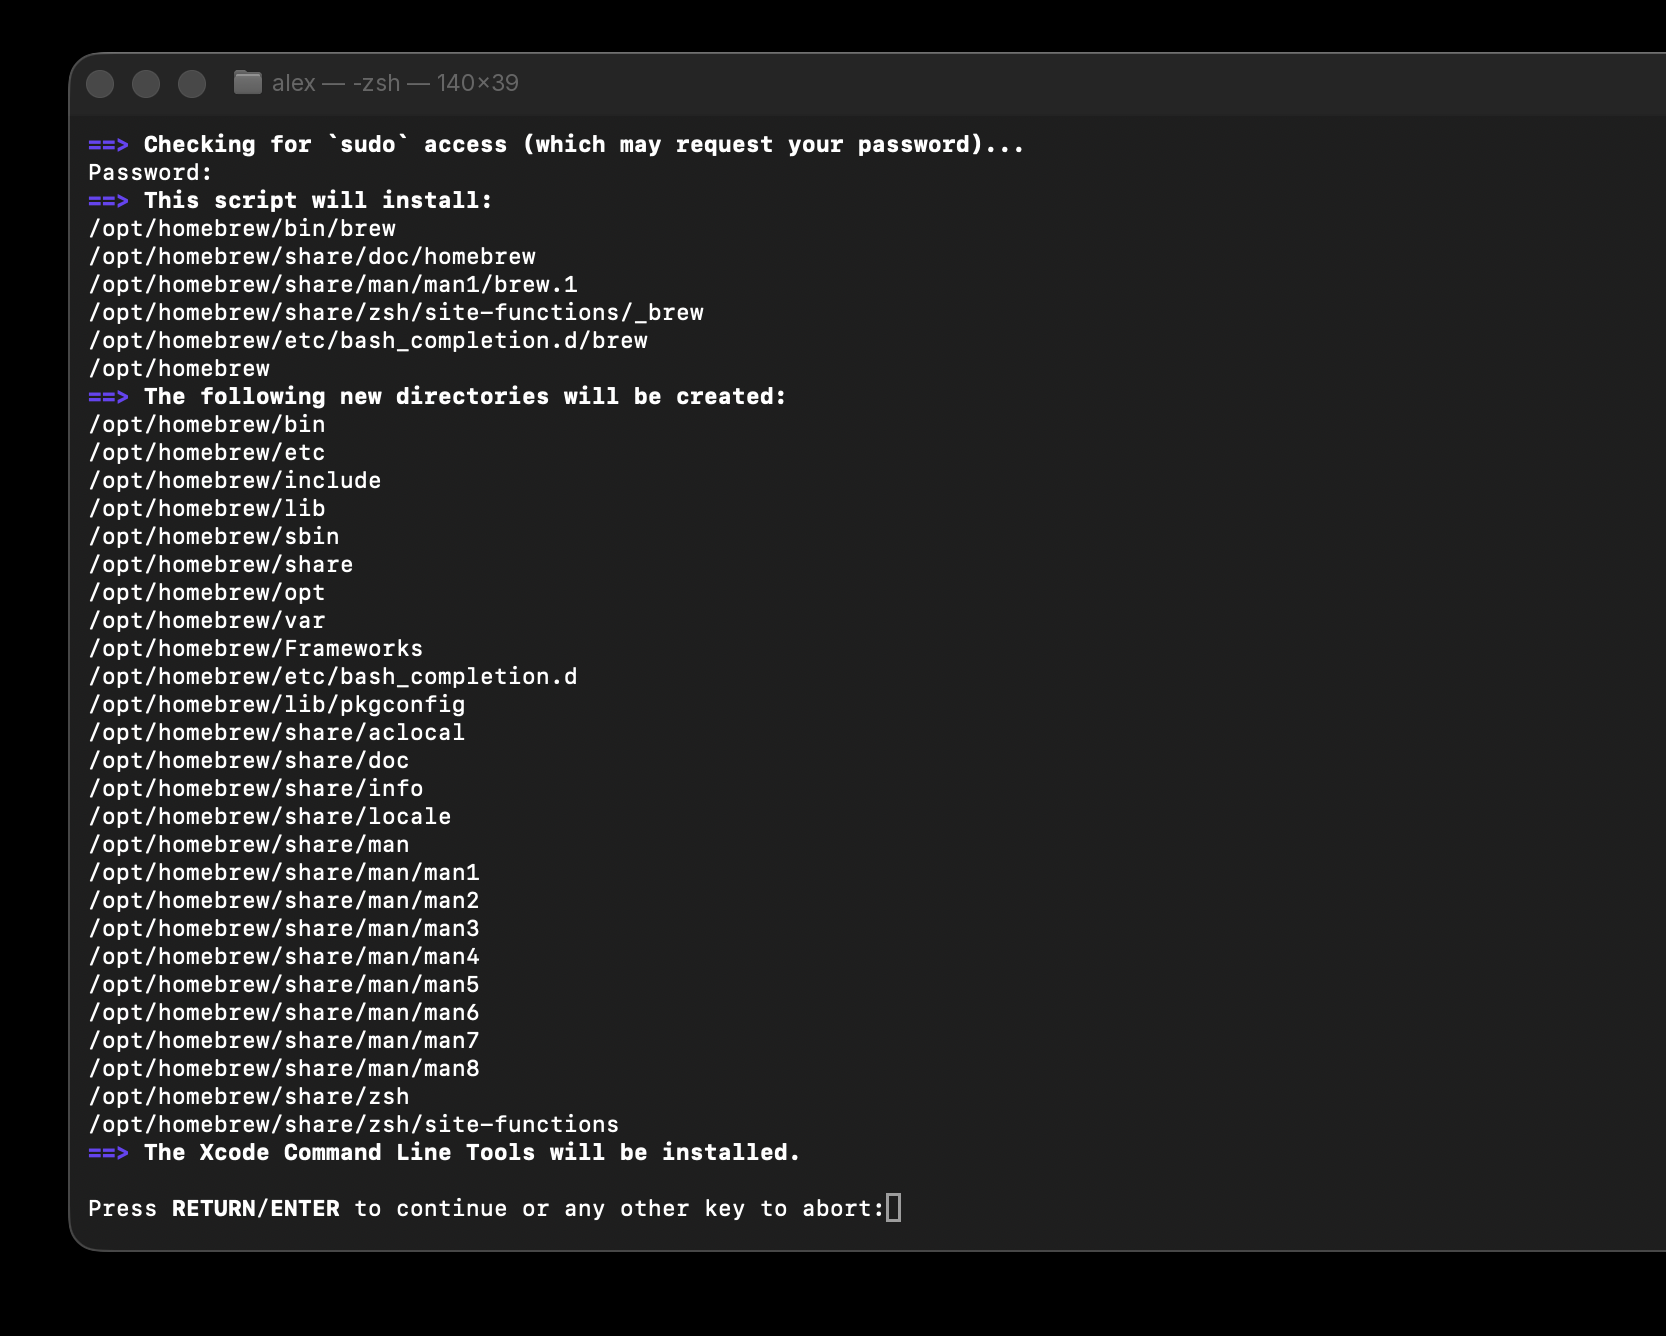 alex — -zsh — 140×39
==> Checking for `sudo` access (which may request your password)...
Password:
==> This script will install:
/opt/homebrew/bin/brew
/opt/homebrew/share/doc/homebrew
/opt/homebrew/share/man/man1/brew.1
/opt/homebrew/share/zsh/site-functions/_brew
/opt/homebrew/etc/bash_completion.d/brew
/opt/homebrew
==> The following new directories will be created:
/opt/homebrew/bin
/opt/homebrew/etc
/opt/homebrew/include
/opt/homebrew/lib
/opt/homebrew/sbin
/opt/homebrew/share
/opt/homebrew/opt
/opt/homebrew/var
/opt/homebrew/Frameworks
/opt/homebrew/etc/bash_completion.d
/opt/homebrew/lib/pkgconfig
/opt/homebrew/share/aclocal
/opt/homebrew/share/doc
/opt/homebrew/share/info
/opt/homebrew/share/locale
/opt/homebrew/share/man
/opt/homebrew/share/man/man1
/opt/homebrew/share/man/man2
/opt/homebrew/share/man/man3
/opt/homebrew/share/man/man4
/opt/homebrew/share/man/man5
/opt/homebrew/share/man/man6
/opt/homebrew/share/man/man7
/opt/homebrew/share/man/man8
/opt/homebrew/share/zsh
/opt/homebrew/share/zsh/site-functions
==> The Xcode Command Line Tools will be installed.
Press RETURN/ENTER to continue or any other key to abort: